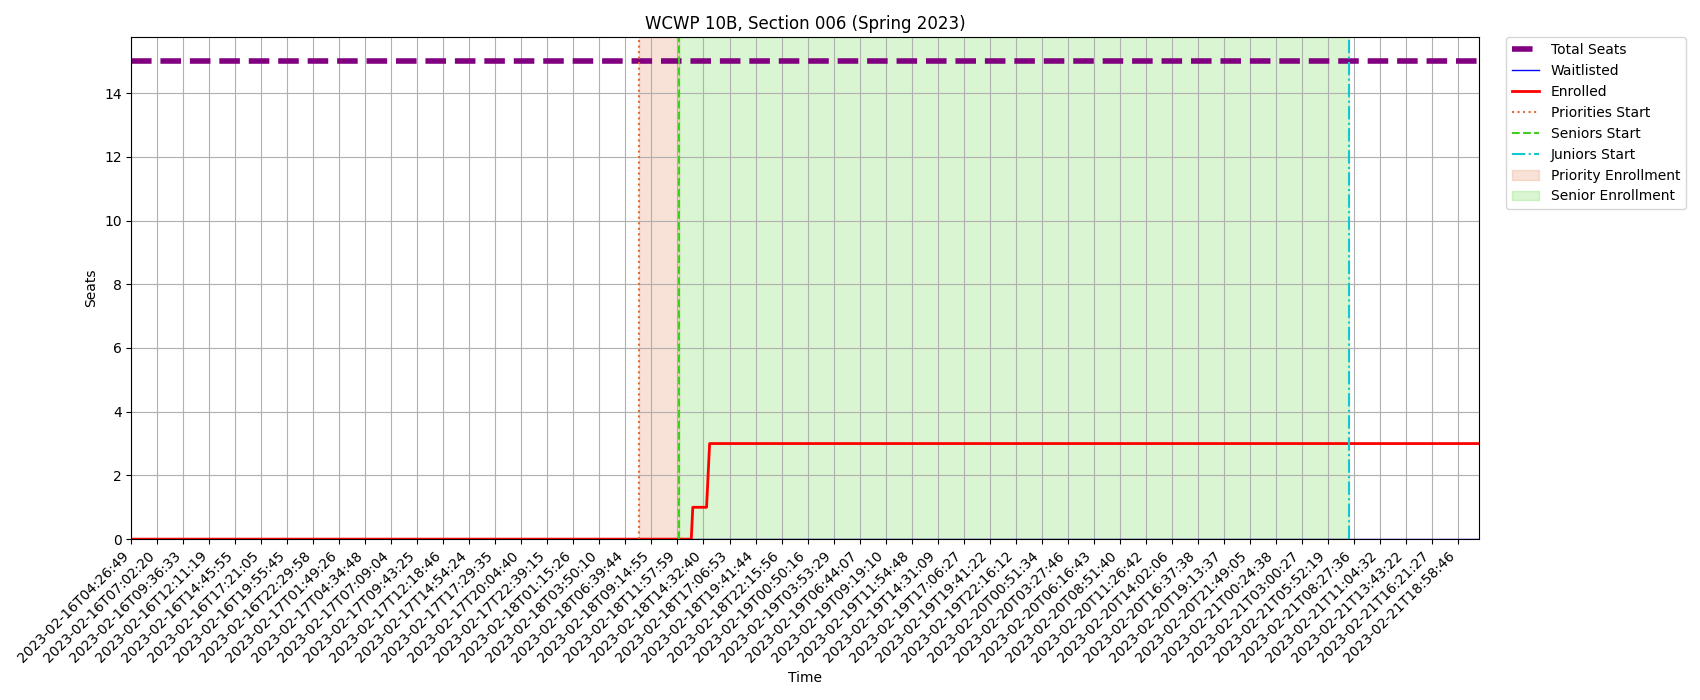 WCWP 10B, Section 006 (Spring 2023)
Total Seats
Waitlisted
Enrolled
Priorities Start
Seniors Start
Juniors Start
Priority Enrollment
Senior Enrollment
Seats
14
12
10
8
6
4
2
0
2023-02-16T04:26:49
2023-02-16T07:02:20
2023-02-16T09:36:33
2023-02-16T12:11:19
2023-02-16T14:45:55
2023-02-16T17:21:05
2023-02-16T19:55:45
2023-02-16T22:29:58
2023-02-17T01:49:26
2023-02-17T04:34:48
2023-02-17T07:09:04
2023-02-17T09:43:25
2023-02-17T12:18:46
2023-02-17T14:54:24
2023-02-17T17:29:35
2023-02-17T20:04:40
2023-02-17T22:39:15
2023-02-18T01:15:26
2023-02-18T03:50:10
2023-02-18T06:39:44
2023-02-18T09:14:55
2023-02-18T11:57:59
2023-02-18T14:32:40
2023-02-18T17:06:53
2023-02-18T19:41:44
2023-02-18T22:15:56
2023-02-19T00:50:16
2023-02-19T03:53:29
2023-02-19T06:44:07
2023-02-19T09:19:10
2023-02-19T11:54:48
2023-02-19T14:31:09
2023-02-19T17:06:27
2023-02-19T19:41:22
2023-02-19T22:16:12
2023-02-20T00:51:34
2023-02-20T03:27:46
2023-02-20T06:16:43
2023-02-20T08:51:40
2023-02-20T11:26:42
2023-02-20T14:02:06
2023-02-20T16:37:38
2023-02-20T19:13:37
2023-02-20T21:49:05
2023-02-21T00:24:38
2023-02-21T03:00:27
2023-02-21T05:52:19
2023-02-21T08:27:36
2023-02-21T11:04:32
2023-02-21T13:43:22
2023-02-21T16:21:27
2023-02-21T18:58:46
Time